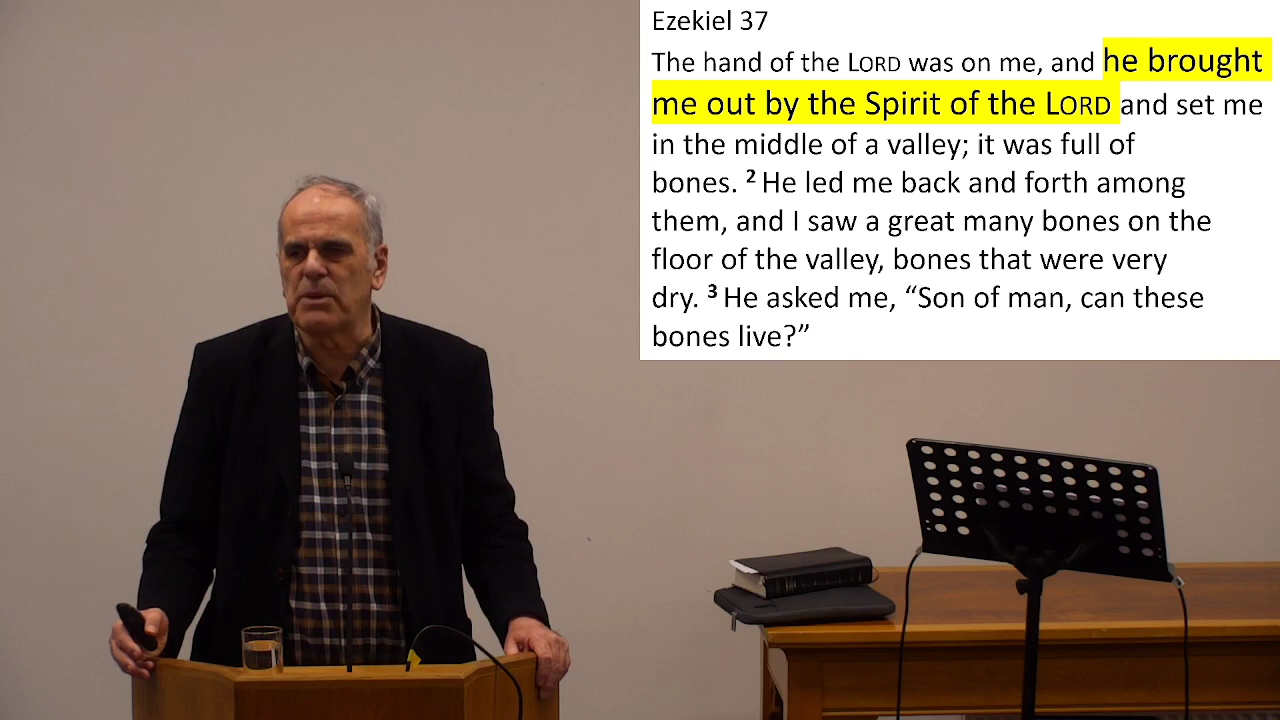 Ezekiel 37
The hand of the LORD was on me, and he brought
me out by the Spirit of the LORD and set me
in the middle of a valley; it was full of
bones. ² He led me back and forth among
them, and I saw a great many bones on the
floor of the valley, bones that were very
dry. ³ He asked me, “Son of man, can these
bones live?”